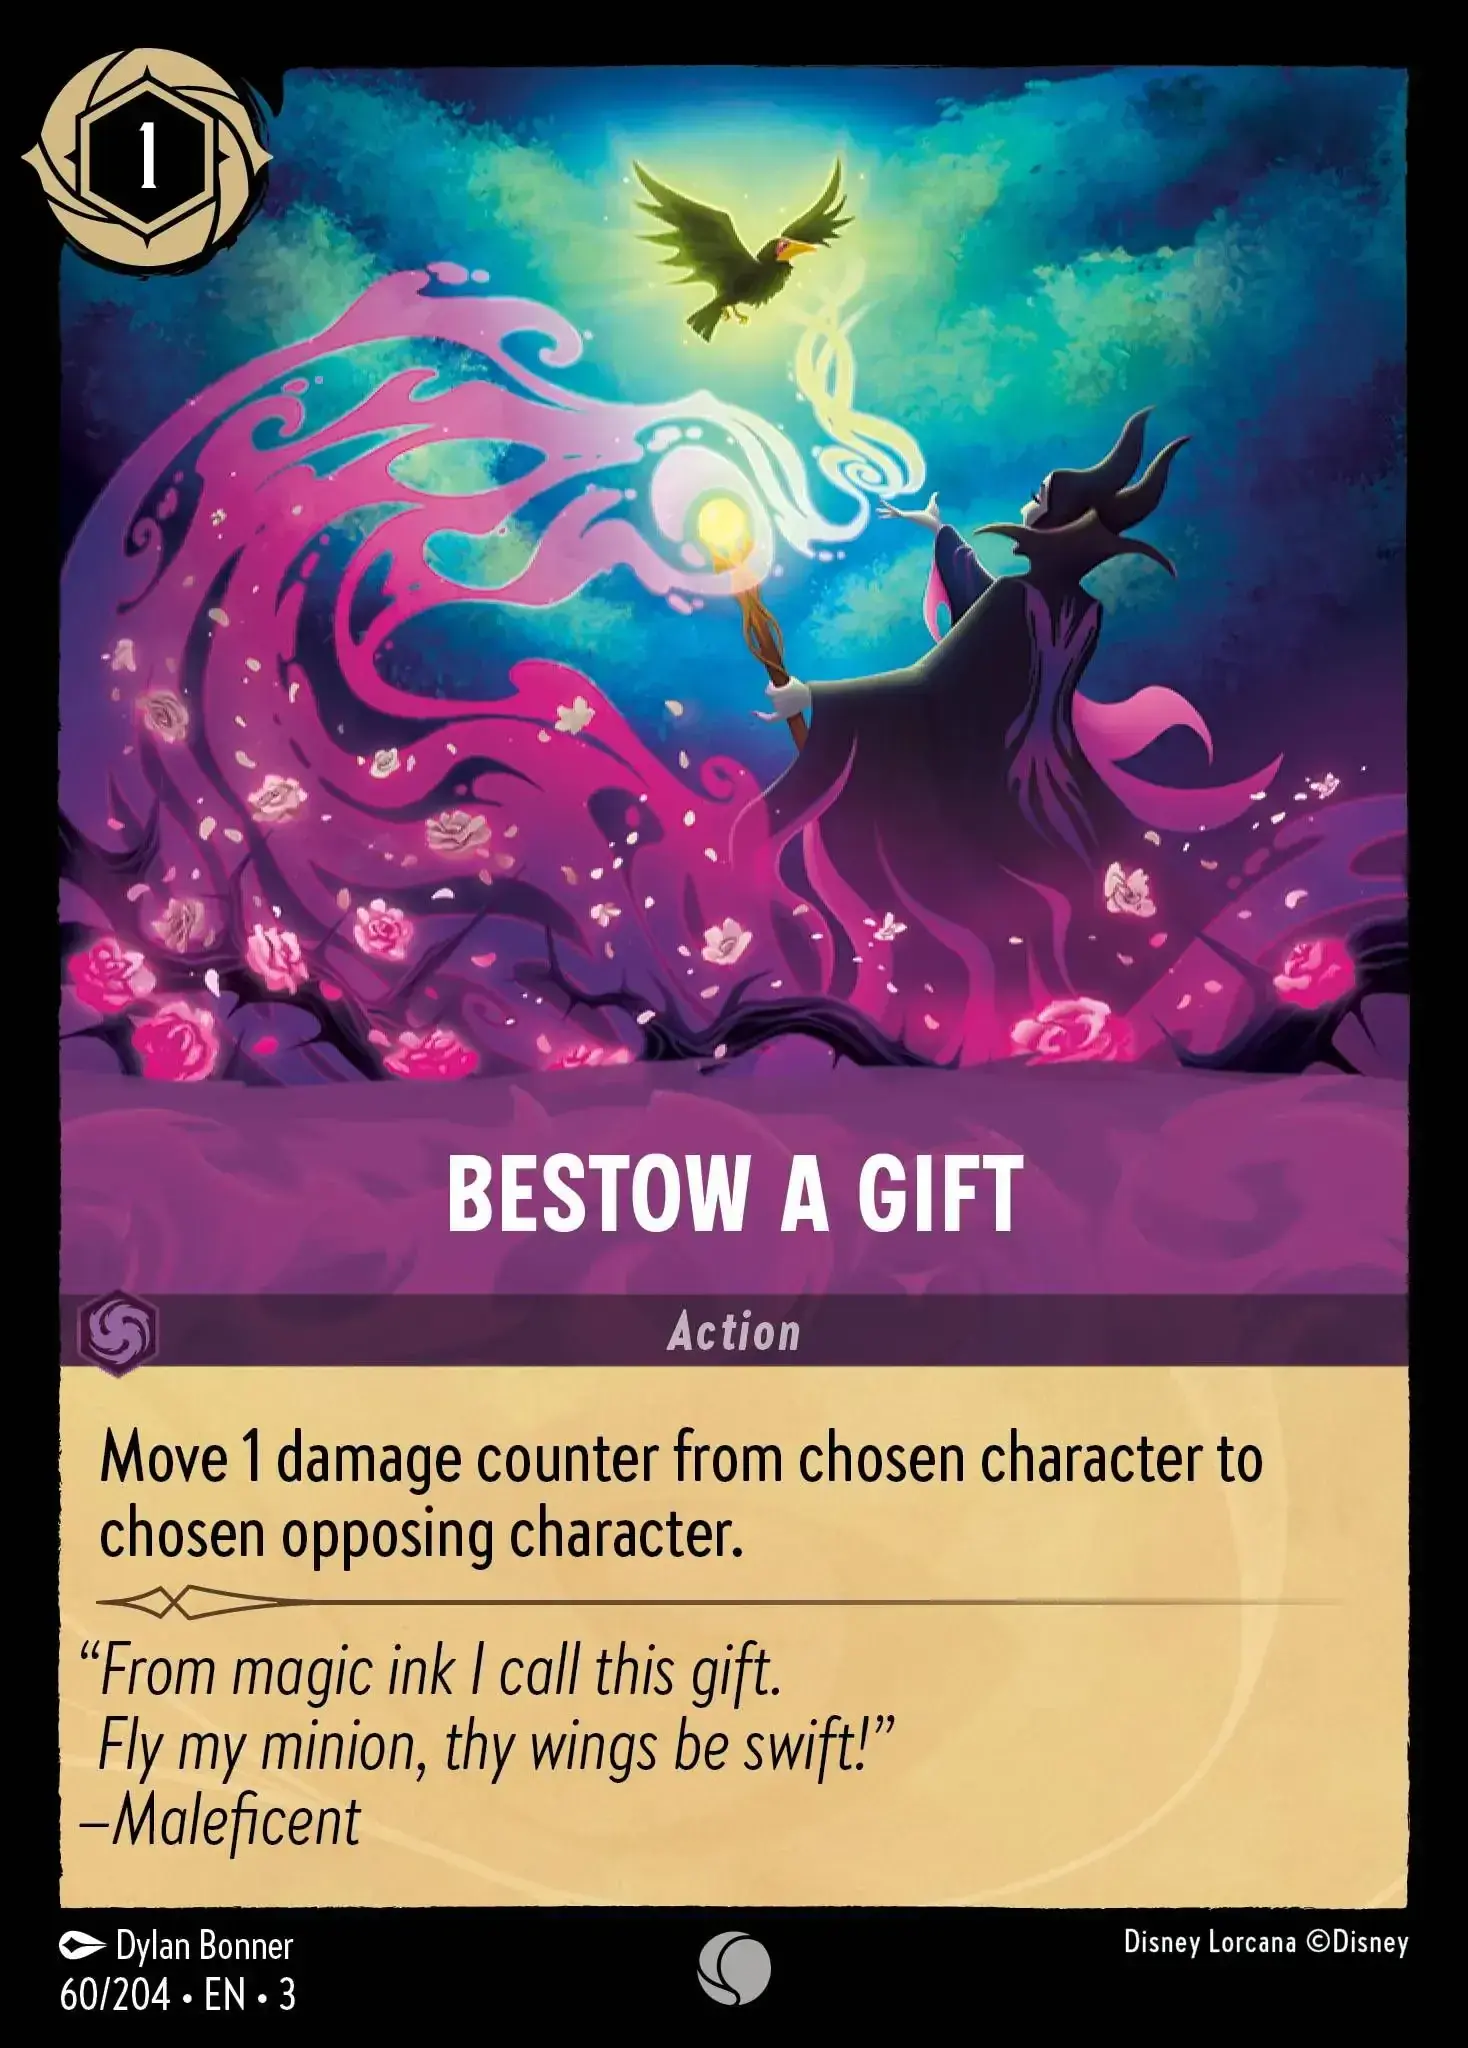 1
BESTOW A GIFT
Action
Move 1 damage counter from chosen character to
chosen opposing character.
“From magic ink I call this gift.
Fly my minion, thy wings be swift!”
–Maleficent
Dylan Bonner
Disney Lorcana ©Disney
60/204 • EN • 3